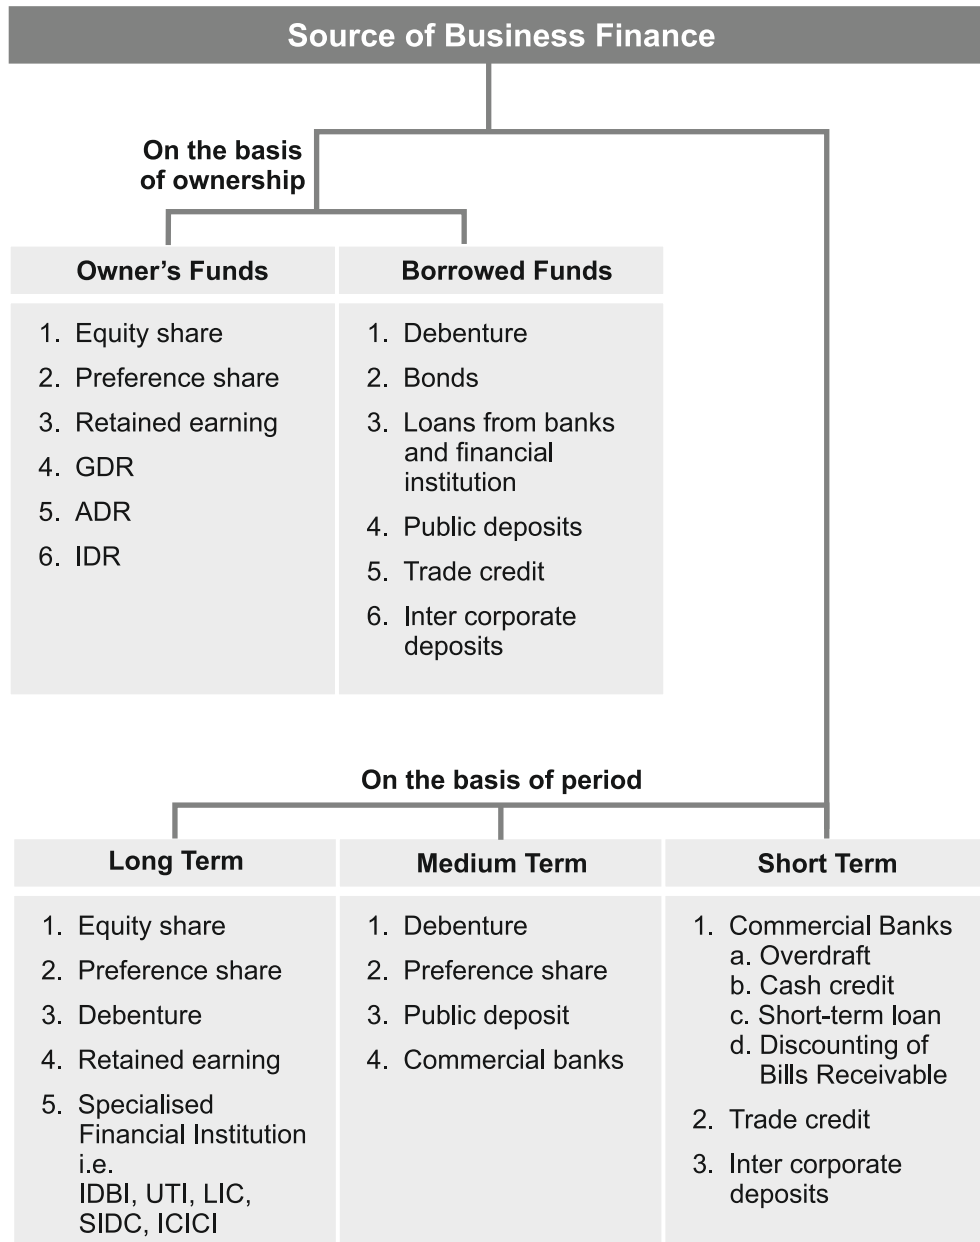 Source of Business Finance
On the basis
of ownership
Owner's Funds
1. Equity share
2. Preference share
3. Retained earning
4. GDR
5. ADR
6. IDR
Borrowed Funds
1. Debenture
2. Bonds
3. Loans from banks
and financial
institution
4. Public deposits
5. Trade credit
6. Inter corporate
deposits
On the basis of period
Long Term
1. Equity share
2. Preference share
3. Debenture
4. Retained earning
5. Specialised
Financial Institution
i.e.
IDBI, UTI, LIC,
SIDC, ICICI
Medium Term
1. Debenture
2. Preference share
3. Public deposit
4. Commercial banks
Short Term
1. Commercial Banks
a. Overdraft
b. Cash credit
c. Short-term loan
d. Discounting of
Bills Receivable
2. Trade credit
3. Inter corporate
deposits